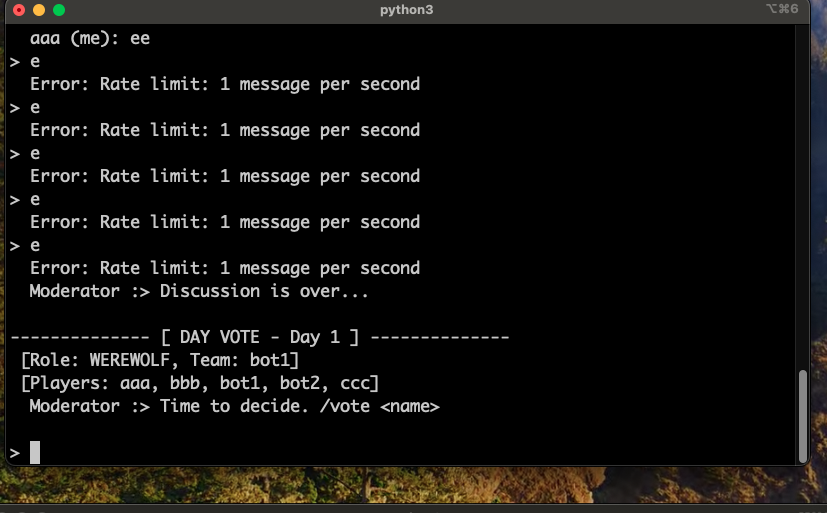 python3
⌥⌘6
aaa (me): ee
> e
Error: Rate limit: 1 message per second
> e
Error: Rate limit: 1 message per second
> e
Error: Rate limit: 1 message per second
> e
Error: Rate limit: 1 message per second
> e
Error: Rate limit: 1 message per second
Moderator :> Discussion is over...
-------------- [ DAY VOTE - Day 1 ] --------------
[Role: WEREWOLF, Team: bot1]
[Players: aaa, bbb, bot1, bot2, ccc]
Moderator :> Time to decide. /vote <name>
>